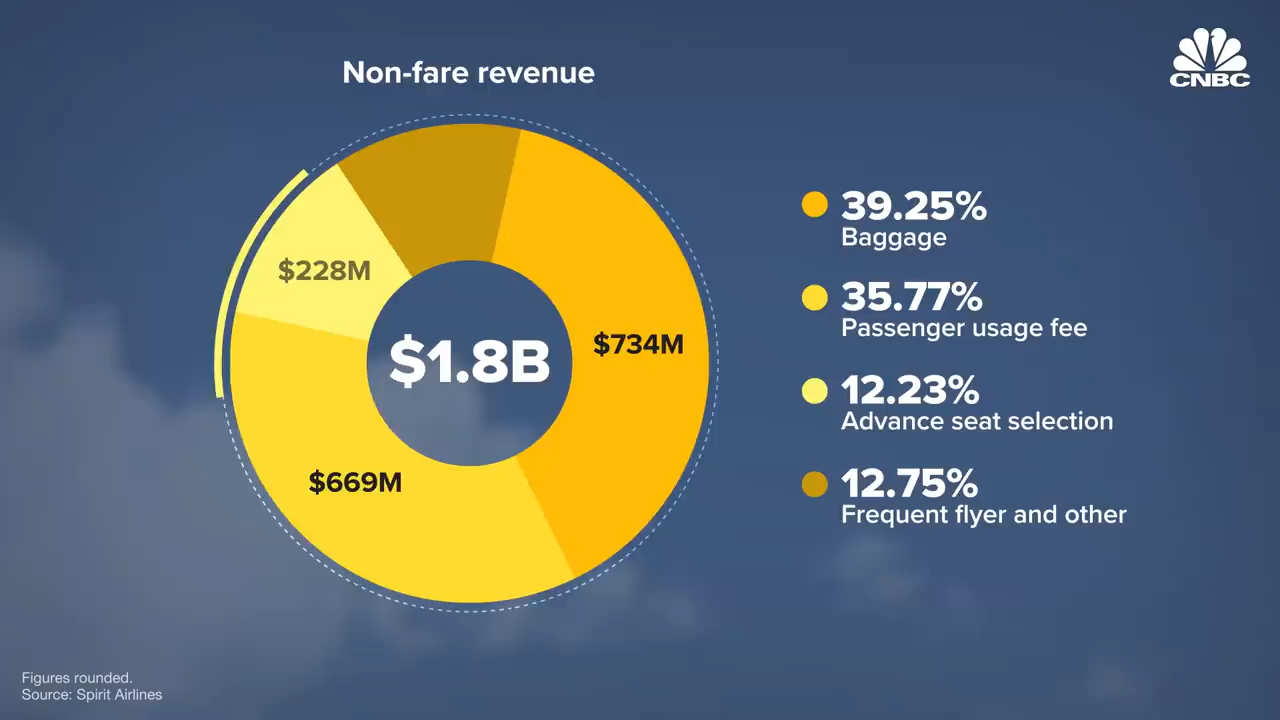 Non-fare revenue
CNBC
$228M
$734M
$1.8B
$669M
39.25%
Baggage
35.77%
Passenger usage fee
12.23%
Advance seat selection
12.75%
Frequent flyer and other
Figures rounded.
Source: Spirit Airlines